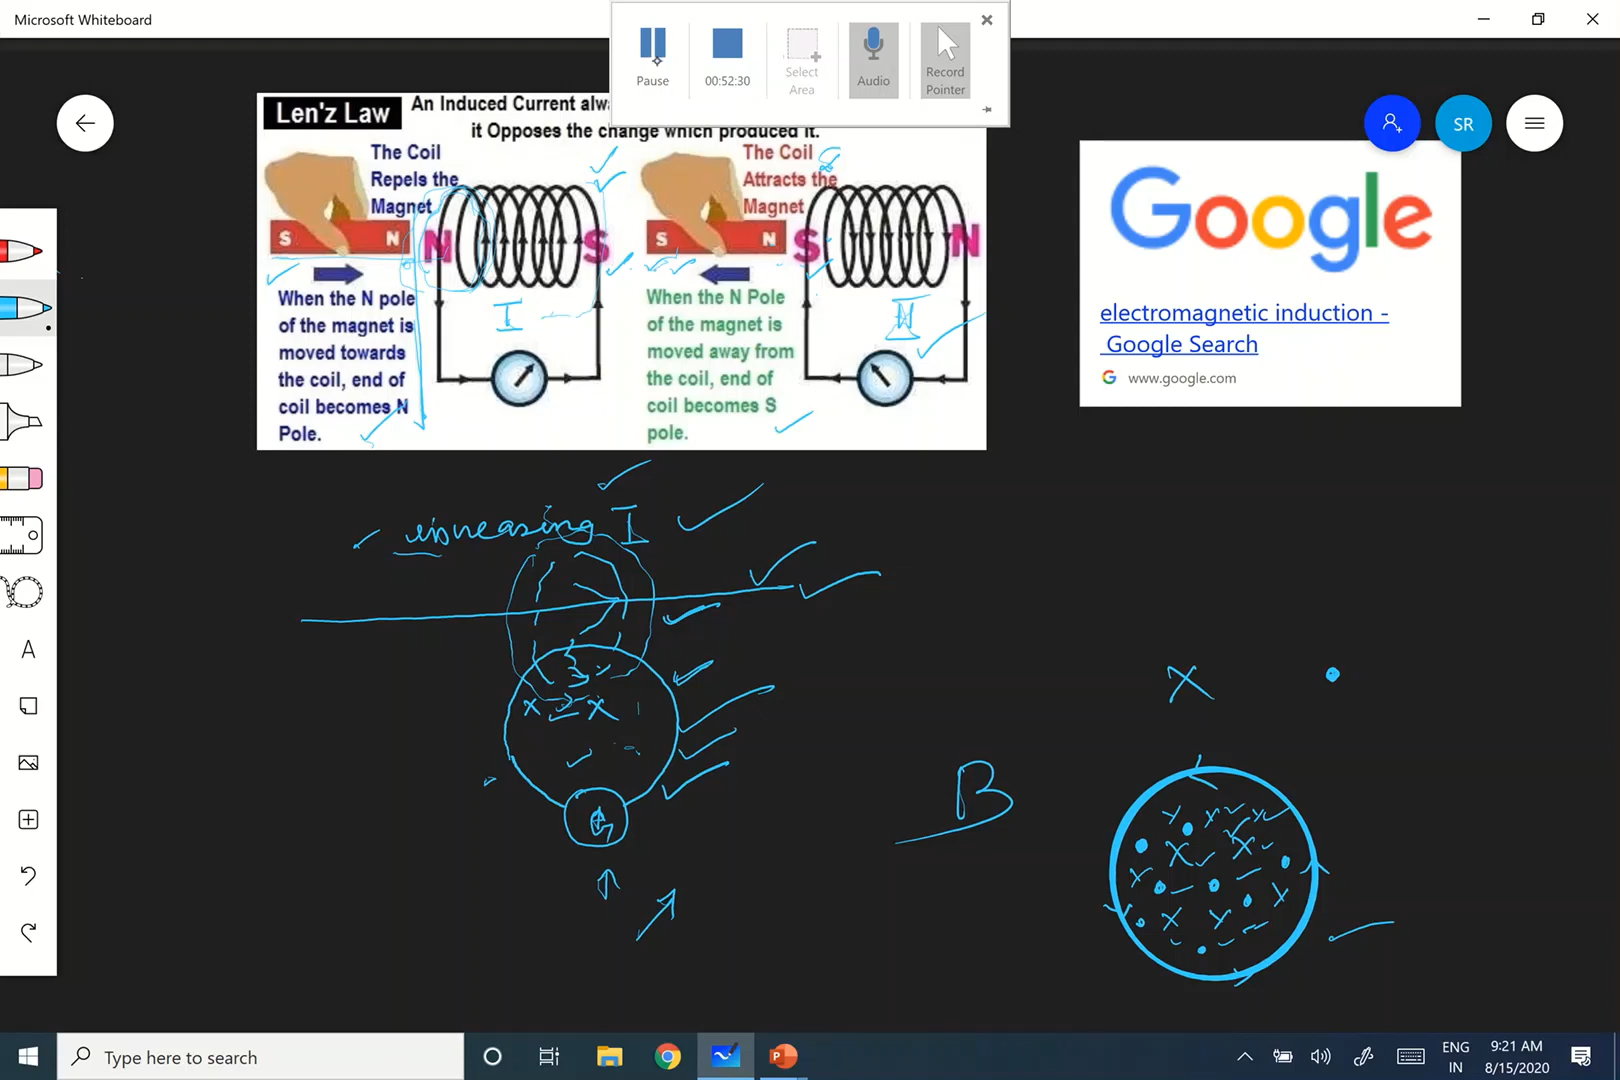 Microsoft Whiteboard
Pause
00:52:30
Select
Area
Audio
Record
Pointer
SR
Len'z Law
An Induced Current alw
it Opposes the change which produced it.
The Coil
Repels the
Magnet
S N
N S
I
When the N pole
of the magnet is
moved towards
the coil, end of
coil becomes N
Pole.
The Coil
Attracts the
Magnet
S N
S N
When the N Pole
of the magnet is
moved away from
the coil, end of
coil becomes S
pole.
Google
electromagnetic induction -
Google Search
G www.google.com
I
X X
X
B
A
Type here to search
ENG
IN
9:21 AM
8/15/2020